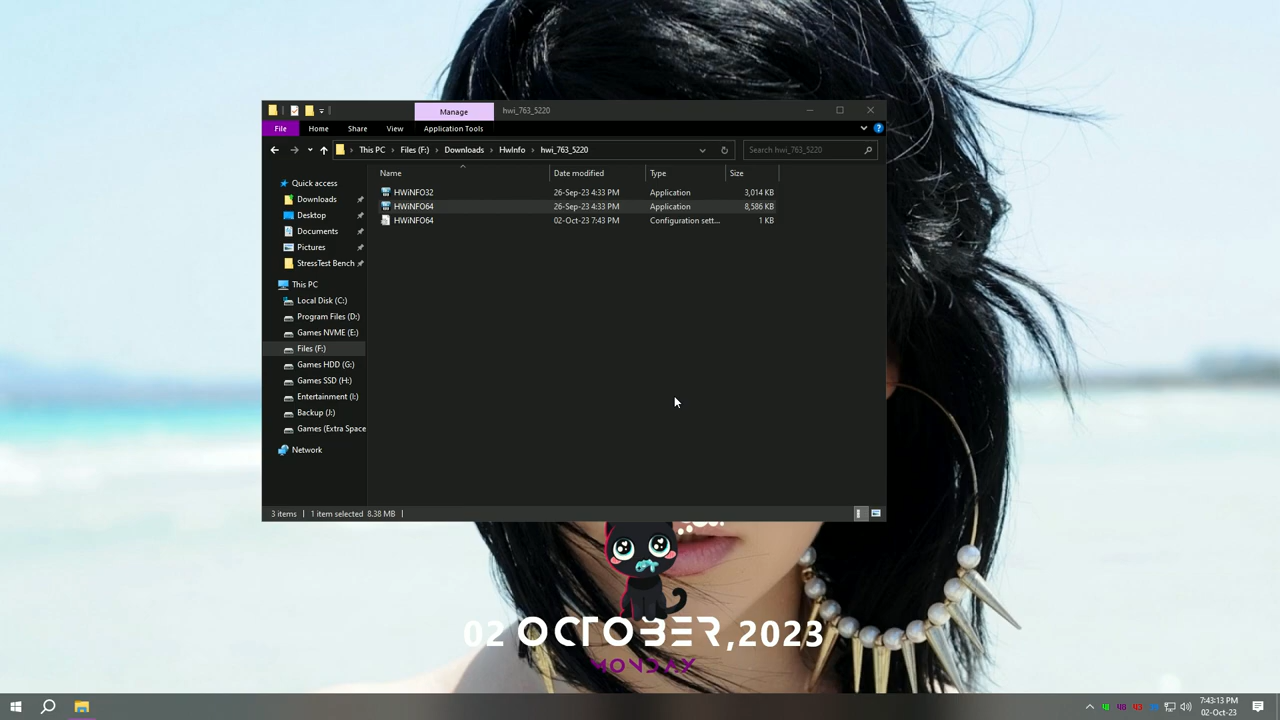 Manage hwi_763_5220
File Home Share View Application Tools
This PC Files (F:) Downloads HwInfo hwi_763_5220 Search hwi_763_5220
Name Date modified Type Size
HWiNFO32 26-Sep-23 4:33 PM Application 3,014 KB
HWiNFO64 26-Sep-23 4:33 PM Application 8,586 KB
HWiNFO64 02-Oct-23 7:43 PM Configuration sett... 1 KB
Quick access
Downloads
Desktop
Documents
Pictures
StressTest Bench
This PC
Local Disk (C:)
Program Files (D:)
Games NVME (E:)
Files (F:)
Games HDD (G:)
Games SSD (H:)
Entertainment (I:)
Backup (J:)
Games (Extra Space
Network
3 items 1 item selected 8.38 MB
02 OCTOBER,2023
MONDAY
48 43
7:43:13 PM
02-Oct-23